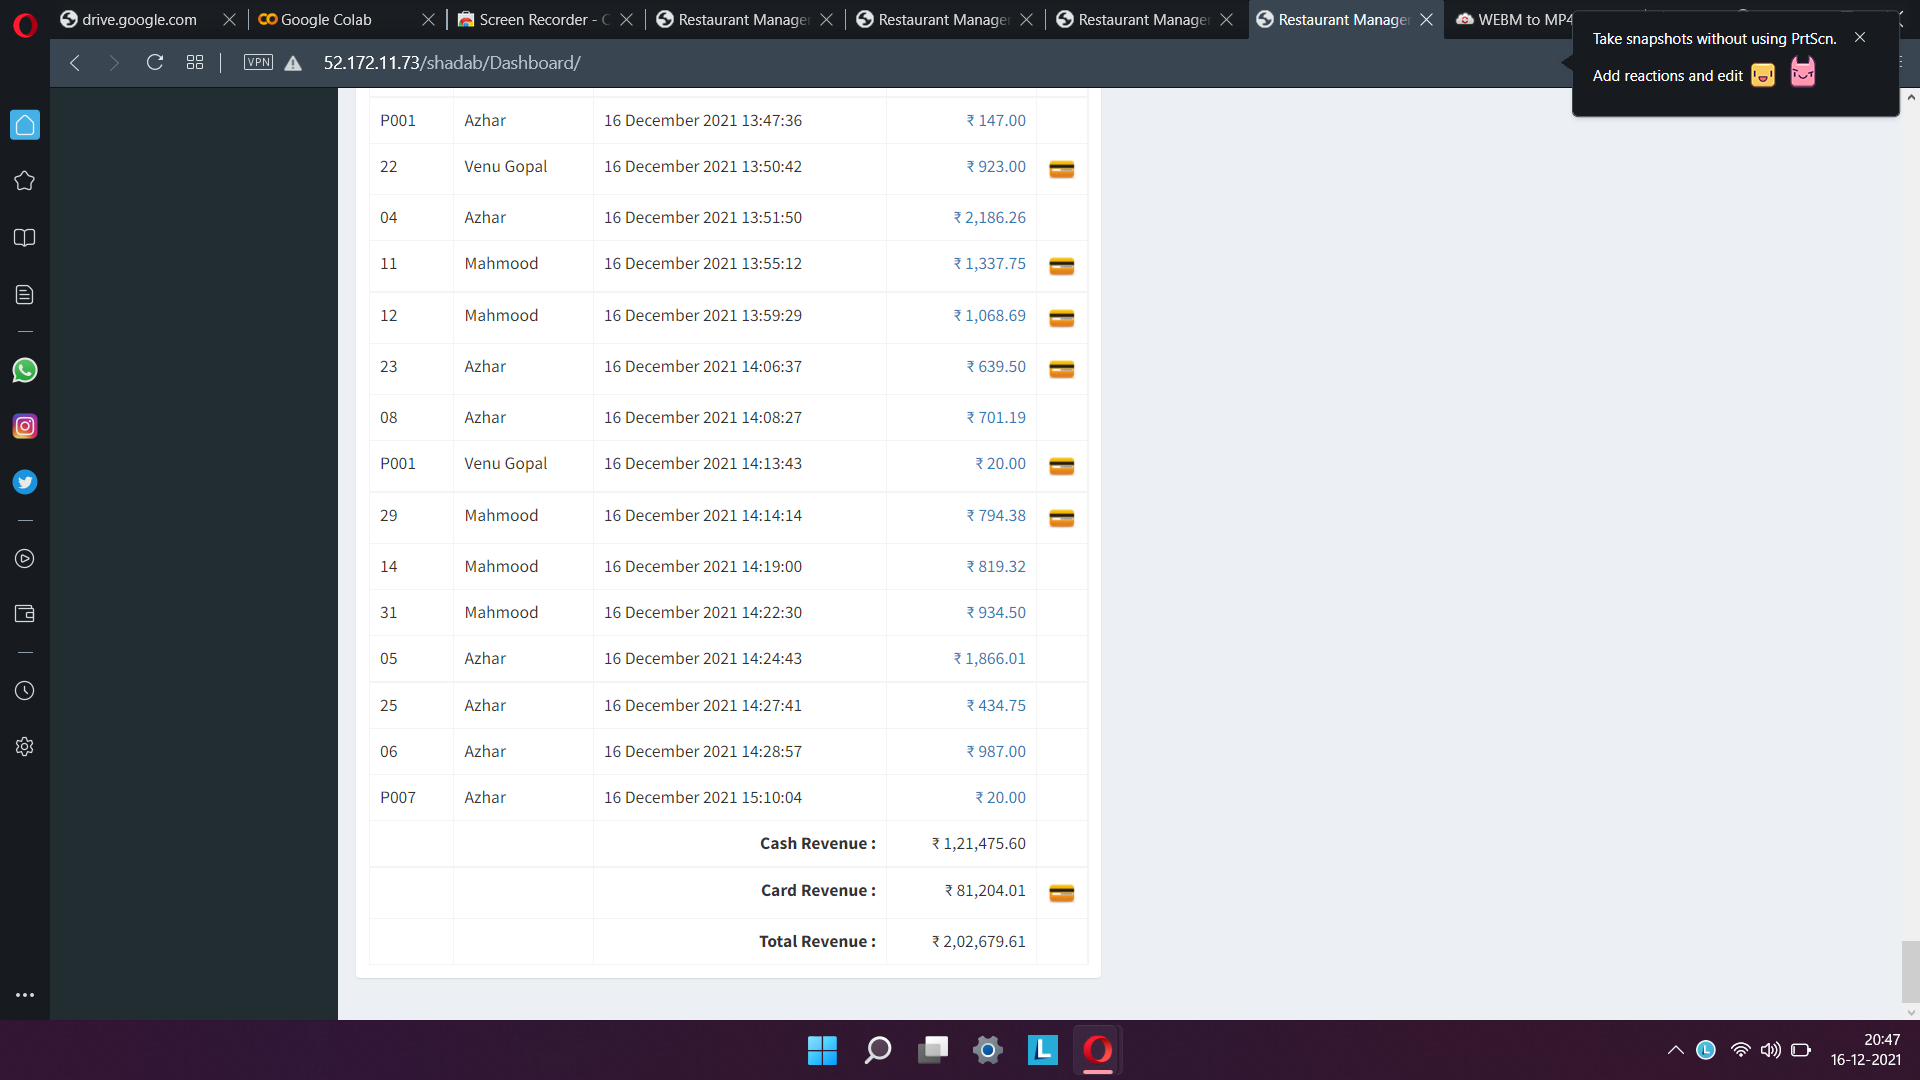 drive.google.com
Google Colab
Screen Recorder - C
Restaurant Manager
Restaurant Manager
Restaurant Manager
Restaurant Manager
WEBM to MP4
Take snapshots without using PrtScn.
Add reactions and edit
VPN
52.172.11.73/shadab/Dashboard/
P001 Azhar 16 December 2021 13:47:36 ₹ 147.00
22 Venu Gopal 16 December 2021 13:50:42 ₹ 923.00
04 Azhar 16 December 2021 13:51:50 ₹ 2,186.26
11 Mahmood 16 December 2021 13:55:12 ₹ 1,337.75
12 Mahmood 16 December 2021 13:59:29 ₹ 1,068.69
23 Azhar 16 December 2021 14:06:37 ₹ 639.50
08 Azhar 16 December 2021 14:08:27 ₹ 701.19
P001 Venu Gopal 16 December 2021 14:13:43 ₹ 20.00
29 Mahmood 16 December 2021 14:14:14 ₹ 794.38
14 Mahmood 16 December 2021 14:19:00 ₹ 819.32
31 Mahmood 16 December 2021 14:22:30 ₹ 934.50
05 Azhar 16 December 2021 14:24:43 ₹ 1,866.01
25 Azhar 16 December 2021 14:27:41 ₹ 434.75
06 Azhar 16 December 2021 14:28:57 ₹ 987.00
P007 Azhar 16 December 2021 15:10:04 ₹ 20.00
Cash Revenue : ₹ 1,21,475.60
Card Revenue : ₹ 81,204.01
Total Revenue : ₹ 2,02,679.61
20:47
16-12-2021